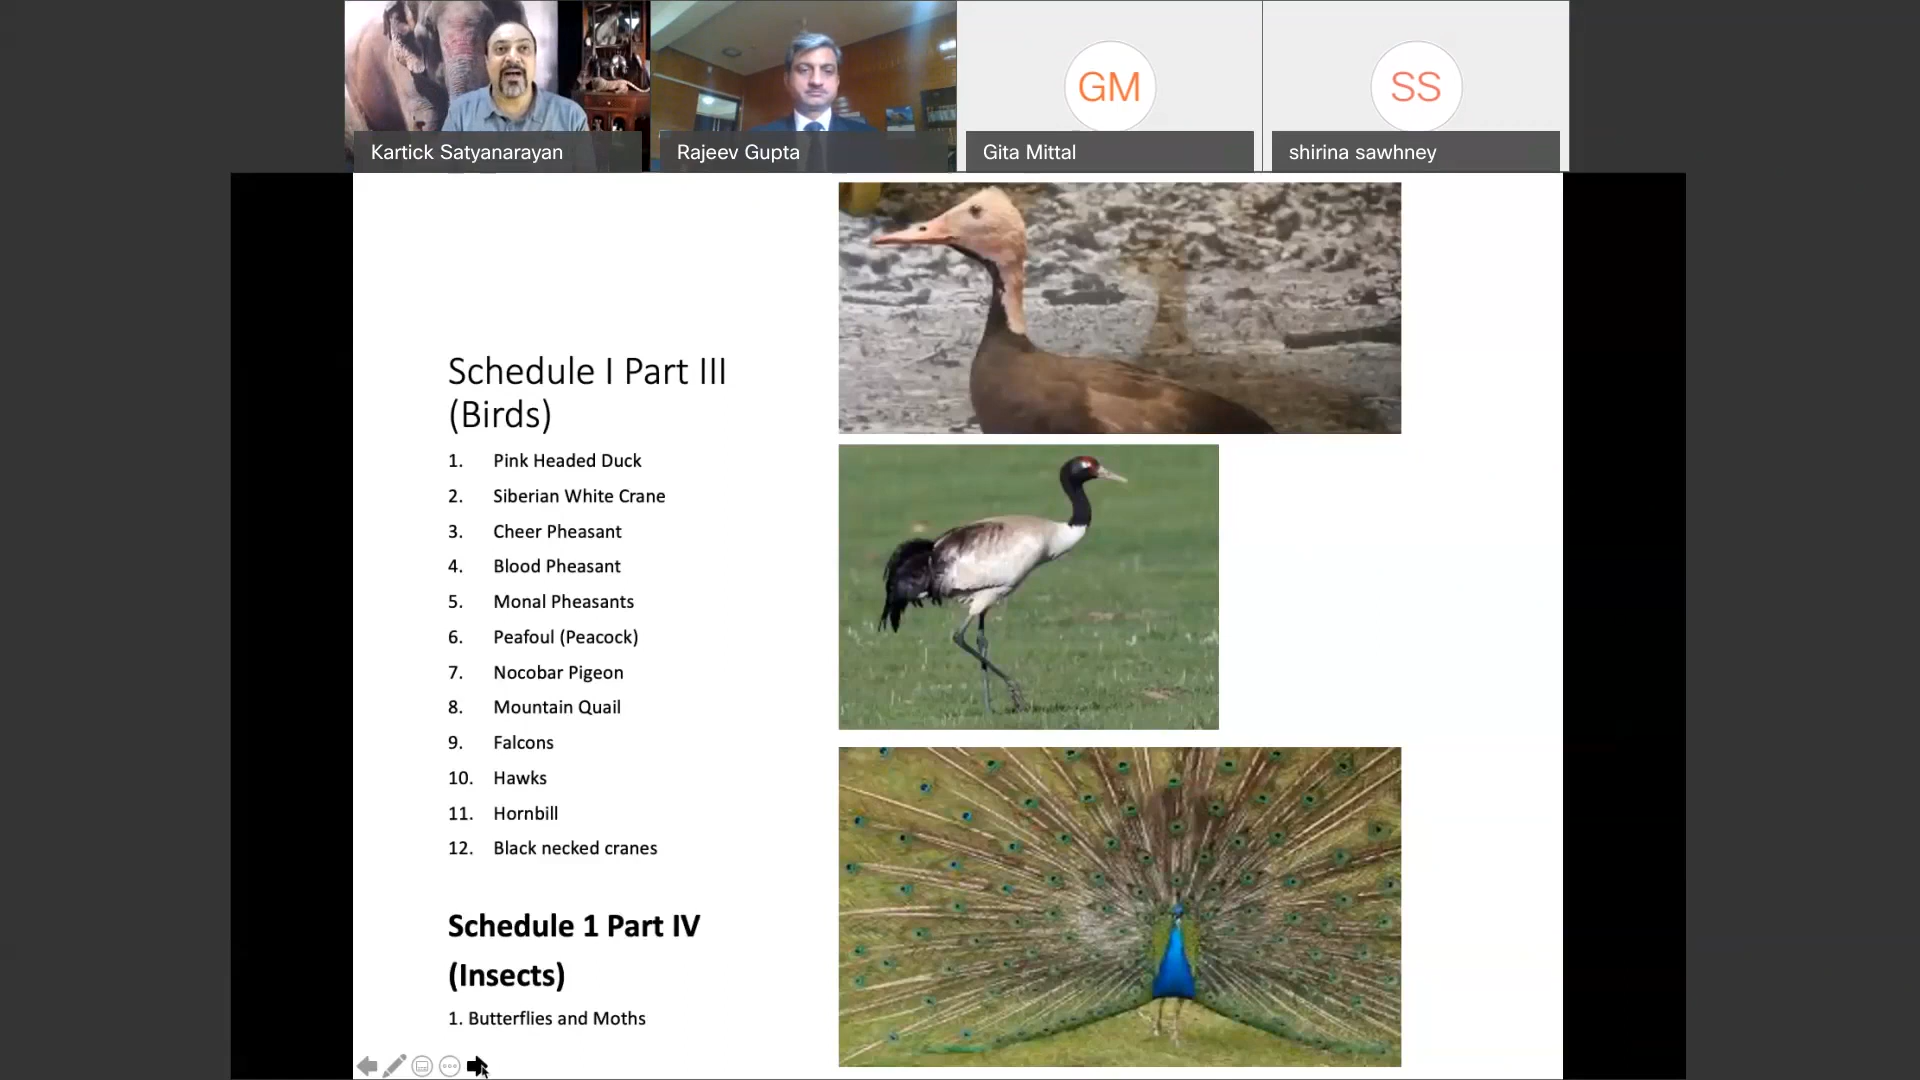 GM
SS
Kartick Satyanarayan
Rajeev Gupta
Gita Mittal
shirina sawhney
Schedule I Part III
(Birds)
1. Pink Headed Duck
2. Siberian White Crane
3. Cheer Pheasant
4. Blood Pheasant
5. Monal Pheasants
6. Peafoul (Peacock)
7. Nocobar Pigeon
8. Mountain Quail
9. Falcons
10. Hawks
11. Hornbill
12. Black necked cranes
Schedule 1 Part IV
(Insects)
1. Butterflies and Moths